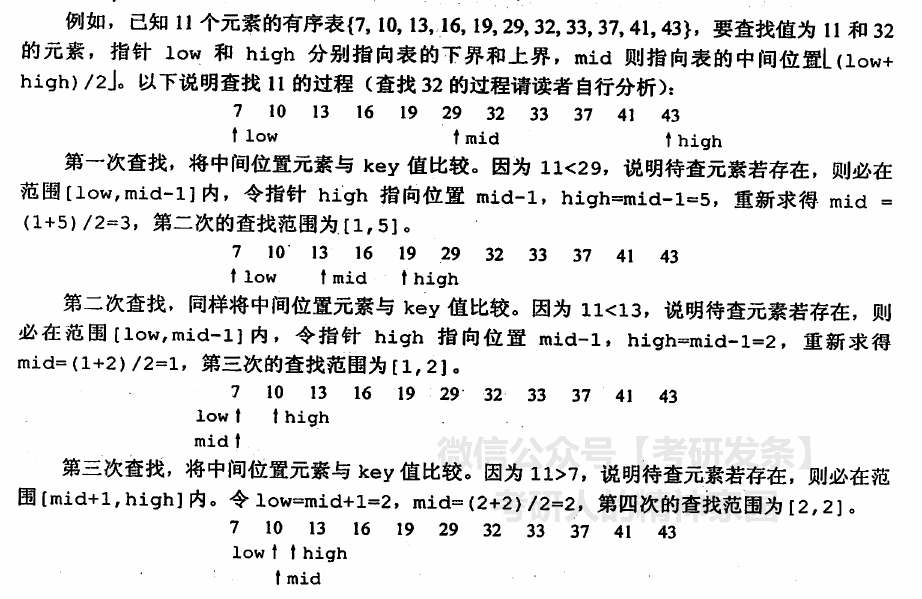 例如，已知 11 个元素的有序表{7, 10, 13, 16, 19, 29, 32, 33, 37, 41, 43}，要查找值为 11 和 32
的元素，指针 low 和 high 分别指向表的下界和上界，mid 则指向表的中间位置⌊(low+
high)/2⌋。以下说明查找 11 的过程（查找 32 的过程请读者自行分析）：
7 10 13 16 19 29 32 33 37 41 43
↑low ↑mid ↑high
第一次查找，将中间位置元素与 key 值比较。因为 11<29，说明待查元素若存在，则必在
范围[low,mid-1]内，令指针 high 指向位置 mid-1，high=mid-1=5，重新求得 mid =
(1+5)/2=3，第二次的查找范围为[1,5]。
7 10 13 16 19 29 32 33 37 41 43
↑low ↑mid ↑high
第二次查找，同样将中间位置元素与 key 值比较。因为 11<13，说明待查元素若存在，则
必在范围[low,mid-1]内，令指针 high 指向位置 mid-1，high=mid-1=2，重新求得
mid=(1+2)/2=1，第三次的查找范围为[1,2]。
7 10 13 16 19 29 32 33 37 41 43
low↑ ↑high
mid↑
微信公众号【考研发条】
第三次查找，将中间位置元素与 key 值比较。因为 11>7，说明待查元素若存在，则必在范
围[mid+1,high]内。令 low=mid+1=2，mid=(2+2)/2=2，第四次的查找范围为[2,2]。
7 10 13 16 19 29 32 33 37 41 43
low↑ ↑high
↑mid